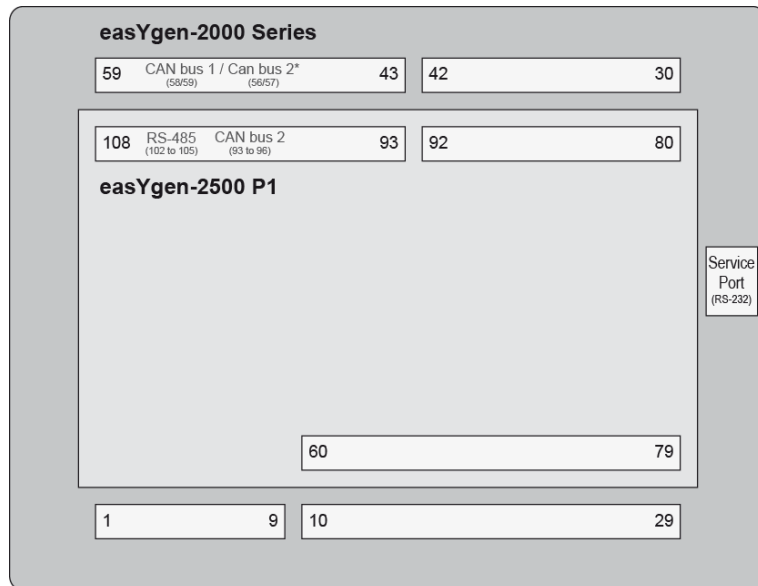 easYgen-2000 Series
59 CAN bus 1 / Can bus 2* 43 42 30
(58/59) (56/57)
108 RS-485 CAN bus 2 93 92 80
(102 to 105) (93 to 96)
easYgen-2500 P1
Service
Port
(RS-232)
60 79
1 9 10 29